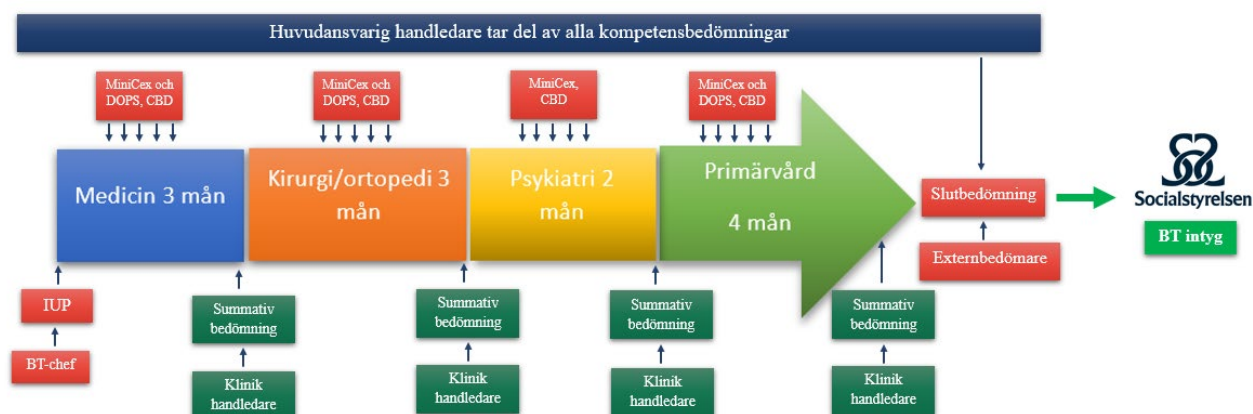 Huvudansvarig handledare tar del av alla kompetensbedömningar
MiniCex och
DOPS, CBD
MiniCex och
DOPS, CBD
MiniCex,
CBD
MiniCex och
DOPS, CBD
Medicin 3 mån
Kirurgi/ortopedi 3
mån
Psykiatri 2
mån
Primärvård
4 mån
Slutbedömning
Socialstyrelsen
BT intyg
Externbedömare
IUP
BT-chef
Summativ
bedömning
Klinik
handledare
Summativ
bedömning
Klinik
handledare
Summativ
bedömning
Klinik
handledare
Summativ
bedömning
Klinik
handledare